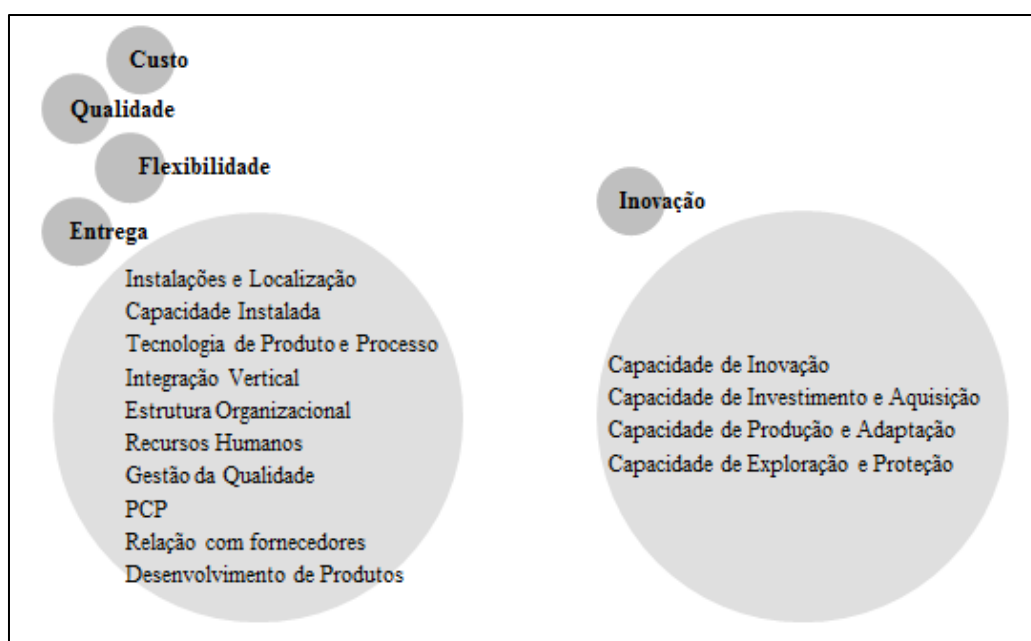 Custo
Qualidade
Flexibilidade
Entrega
Instalações e Localização
Capacidade Instalada
Tecnologia de Produto e Processo
Integração Vertical
Estrutura Organizacional
Recursos Humanos
Gestão da Qualidade
PCP
Relação com fornecedores
Desenvolvimento de Produtos
Inovação
Capacidade de Inovação
Capacidade de Investimento e Aquisição
Capacidade de Produção e Adaptação
Capacidade de Exploração e Proteção